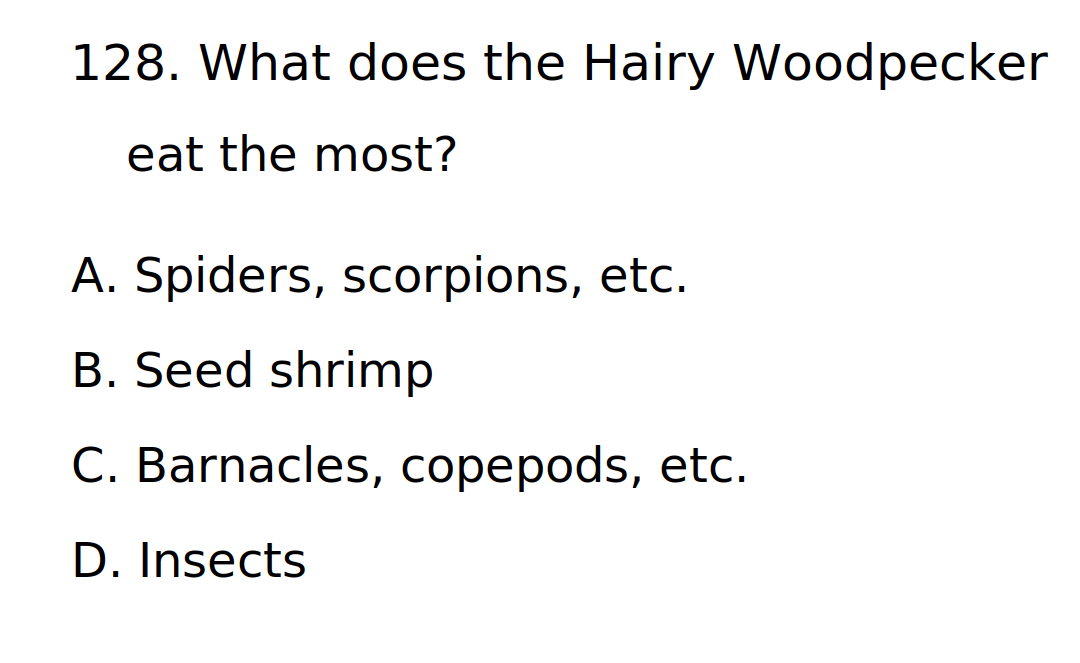 128. What does the Hairy Woodpecker
eat the most?
A. Spiders, scorpions, etc.
B. Seed shrimp
C. Barnacles, copepods, etc.
D. Insects